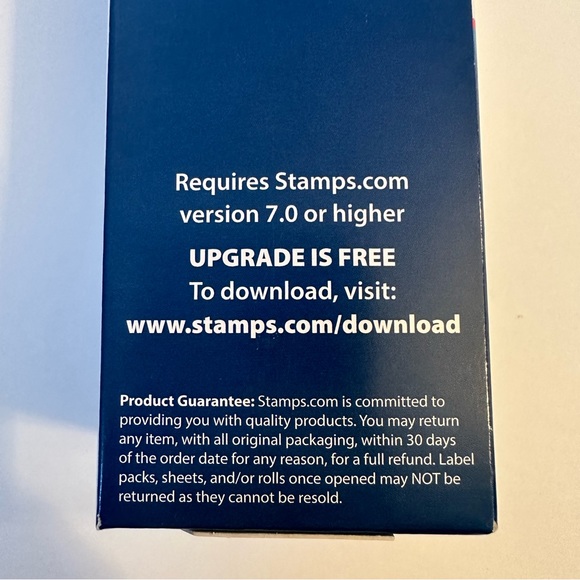 Requires Stamps.com
version 7.0 or higher
UPGRADE IS FREE
To download, visit:
www.stamps.com/download
Product Guarantee: Stamps.com is committed to
providing you with quality products. You may return
any item, with all original packaging, within 30 days
of the order date for any reason, for a full refund. Label
packs, sheets, and/or rolls once opened may NOT be
returned as they cannot be resold.